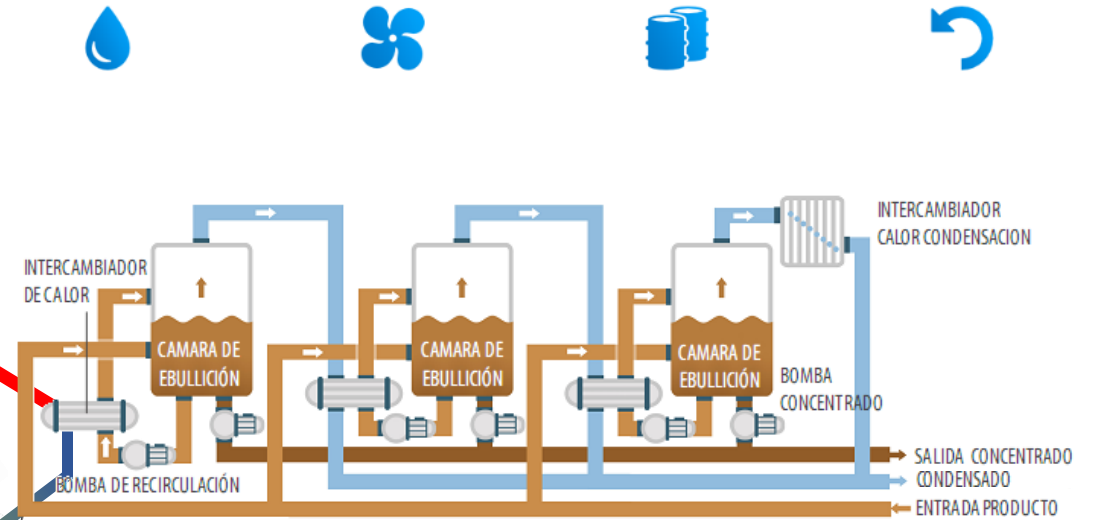 INTERCAMBIADOR
CALOR CONDENSACION
INTERCAMBIADOR
DE CALOR
CAMARA DE
EBULLICIÓN
CAMARA DE
EBULLICIÓN
CAMARA DE
EBULLICIÓN
BOMBA
CONCENTRADO
SALIDA CONCENTRADO
CONDENSADO
BOMBA DE RECIRCULACIÓN
ENTRADA PRODUCTO